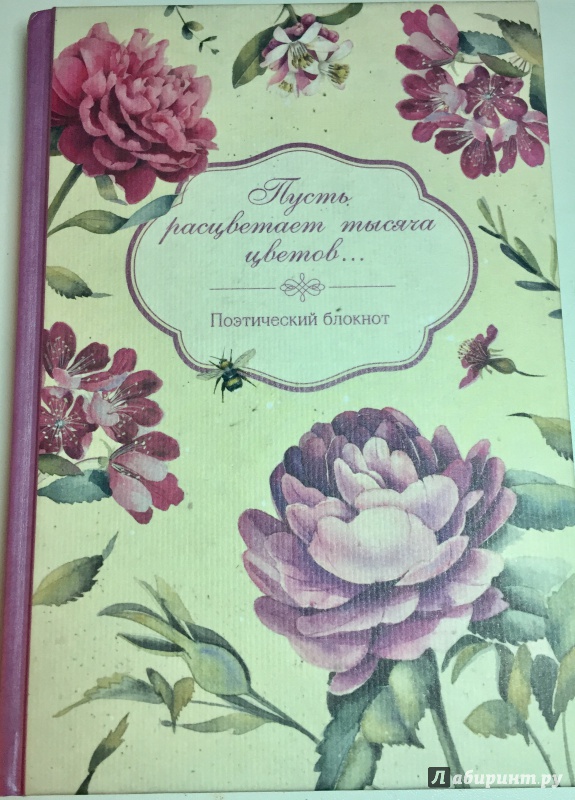 Пусть
расцветает тысяча
цветов...
Поэтический блокнот
Лабиринт.ру